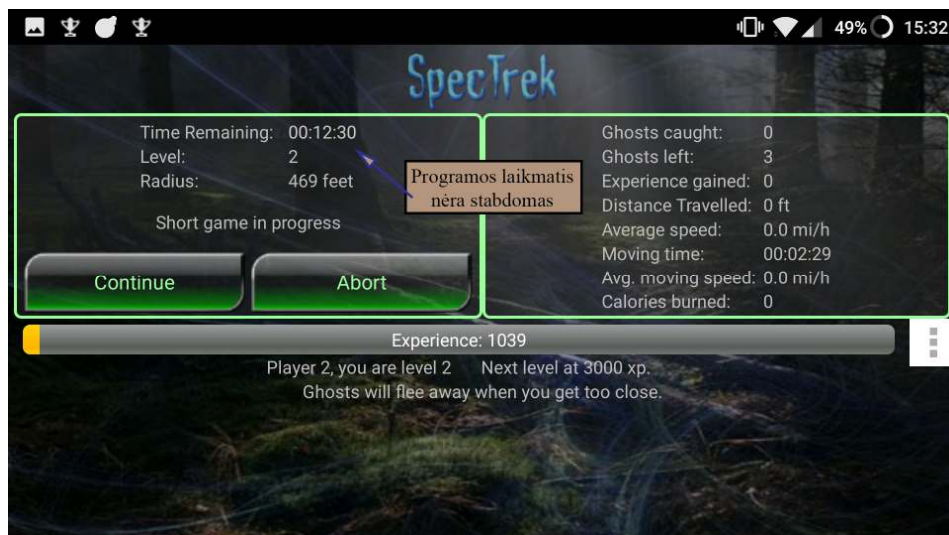 49% 15:32
SpecTrek
Time Remaining: 00:12:30
Level: 2
Radius: 469 feet
Short game in progress
Continue
Abort
Programos laikmatis
nėra stabdomas
Ghosts caught: 0
Ghosts left: 3
Experience gained: 0
Distance Travelled: 0 ft
Average speed: 0.0 mi/h
Moving time: 00:02:29
Avg. moving speed: 0.0 mi/h
Calories burned: 0
Experience: 1039
Player 2, you are level 2 Next level at 3000 xp.
Ghosts will flee away when you get too close.